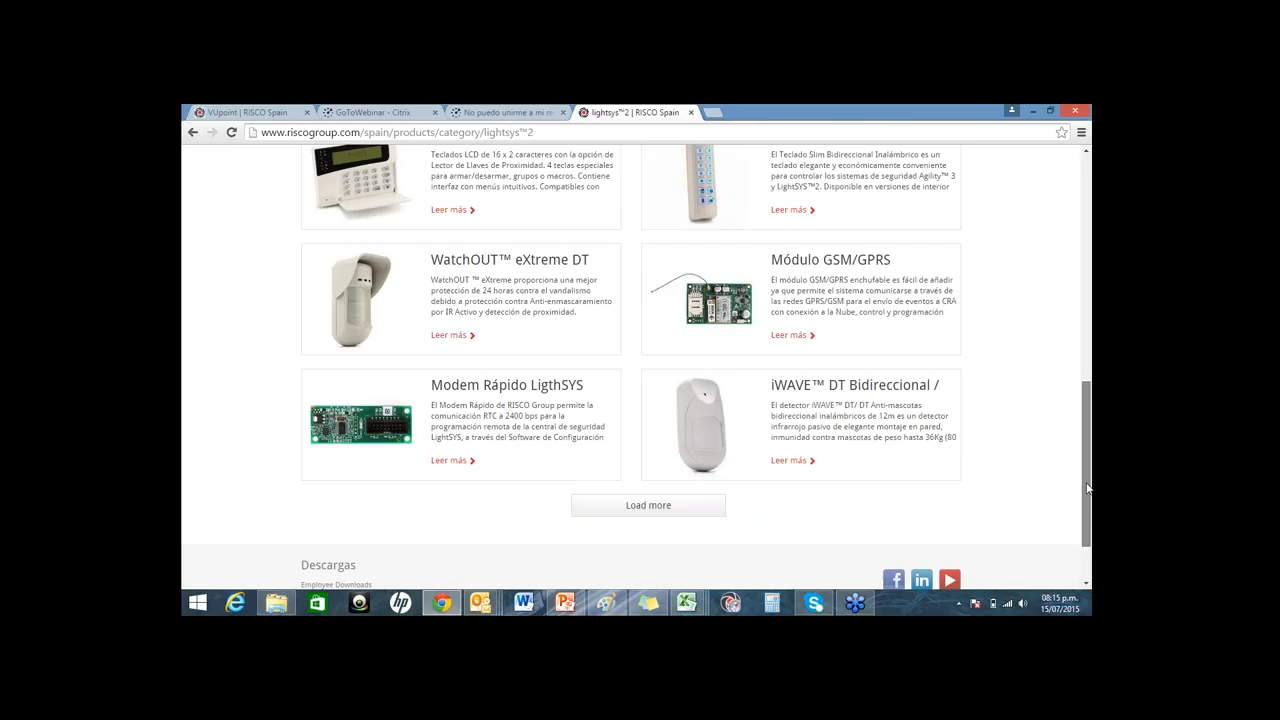 VUpoint | RISCO Spain
GoToWebinar - Citrix
No puedo unirme a mi re
lightsys™2 | RISCO Spain
www.riscogroup.com/spain/products/category/lightsys™2
Teclados LCD de 16 x 2 caracteres con la opción de
Lector de Llaves de Proximidad. 4 teclas especiales
para armar/desarmar, grupos o macros. Contiene
interfaz con menús intuitivos. Compatibles con
Leer más
El Teclado Slim Bidireccional Inalámbrico es un
teclado elegante y económicamente conveniente
para controlar los sistemas de seguridad Agility™ 3
y LightSYS™2. Disponible en versiones de interior
Leer más
WatchOUT™ eXtreme DT
WatchOUT ™ eXtreme proporciona una mejor
protección de 24 horas contra el vandalismo
debido a protección contra Anti-enmascaramiento
por IR Activo y detección de proximidad.
Leer más
Módulo GSM/GPRS
El módulo GSM/GPRS enchufable es fácil de añadir
ya que permite el sistema comunicarse a través de
las redes GPRS/GSM para el envío de eventos a CRA
con conexión a la Nube, control y programación
Leer más
Modem Rápido LigthSYS
El Modem Rápido de RISCO Group permite la
comunicación RTC a 2400 bps para la
programación remota de la central de seguridad
LightSYS, a través del Software de Configuración
Leer más
iWAVE™ DT Bidireccional /
El detector iWAVE™ DT/ DT Anti-mascotas
bidireccional inalámbricos de 12m es un detector
infrarrojo pasivo de elegante montaje en pared,
inmunidad contra mascotas de peso hasta 36Kg (80
Leer más
Load more
Descargas
Employee Downloads
08:15 p.m.
15/07/2015